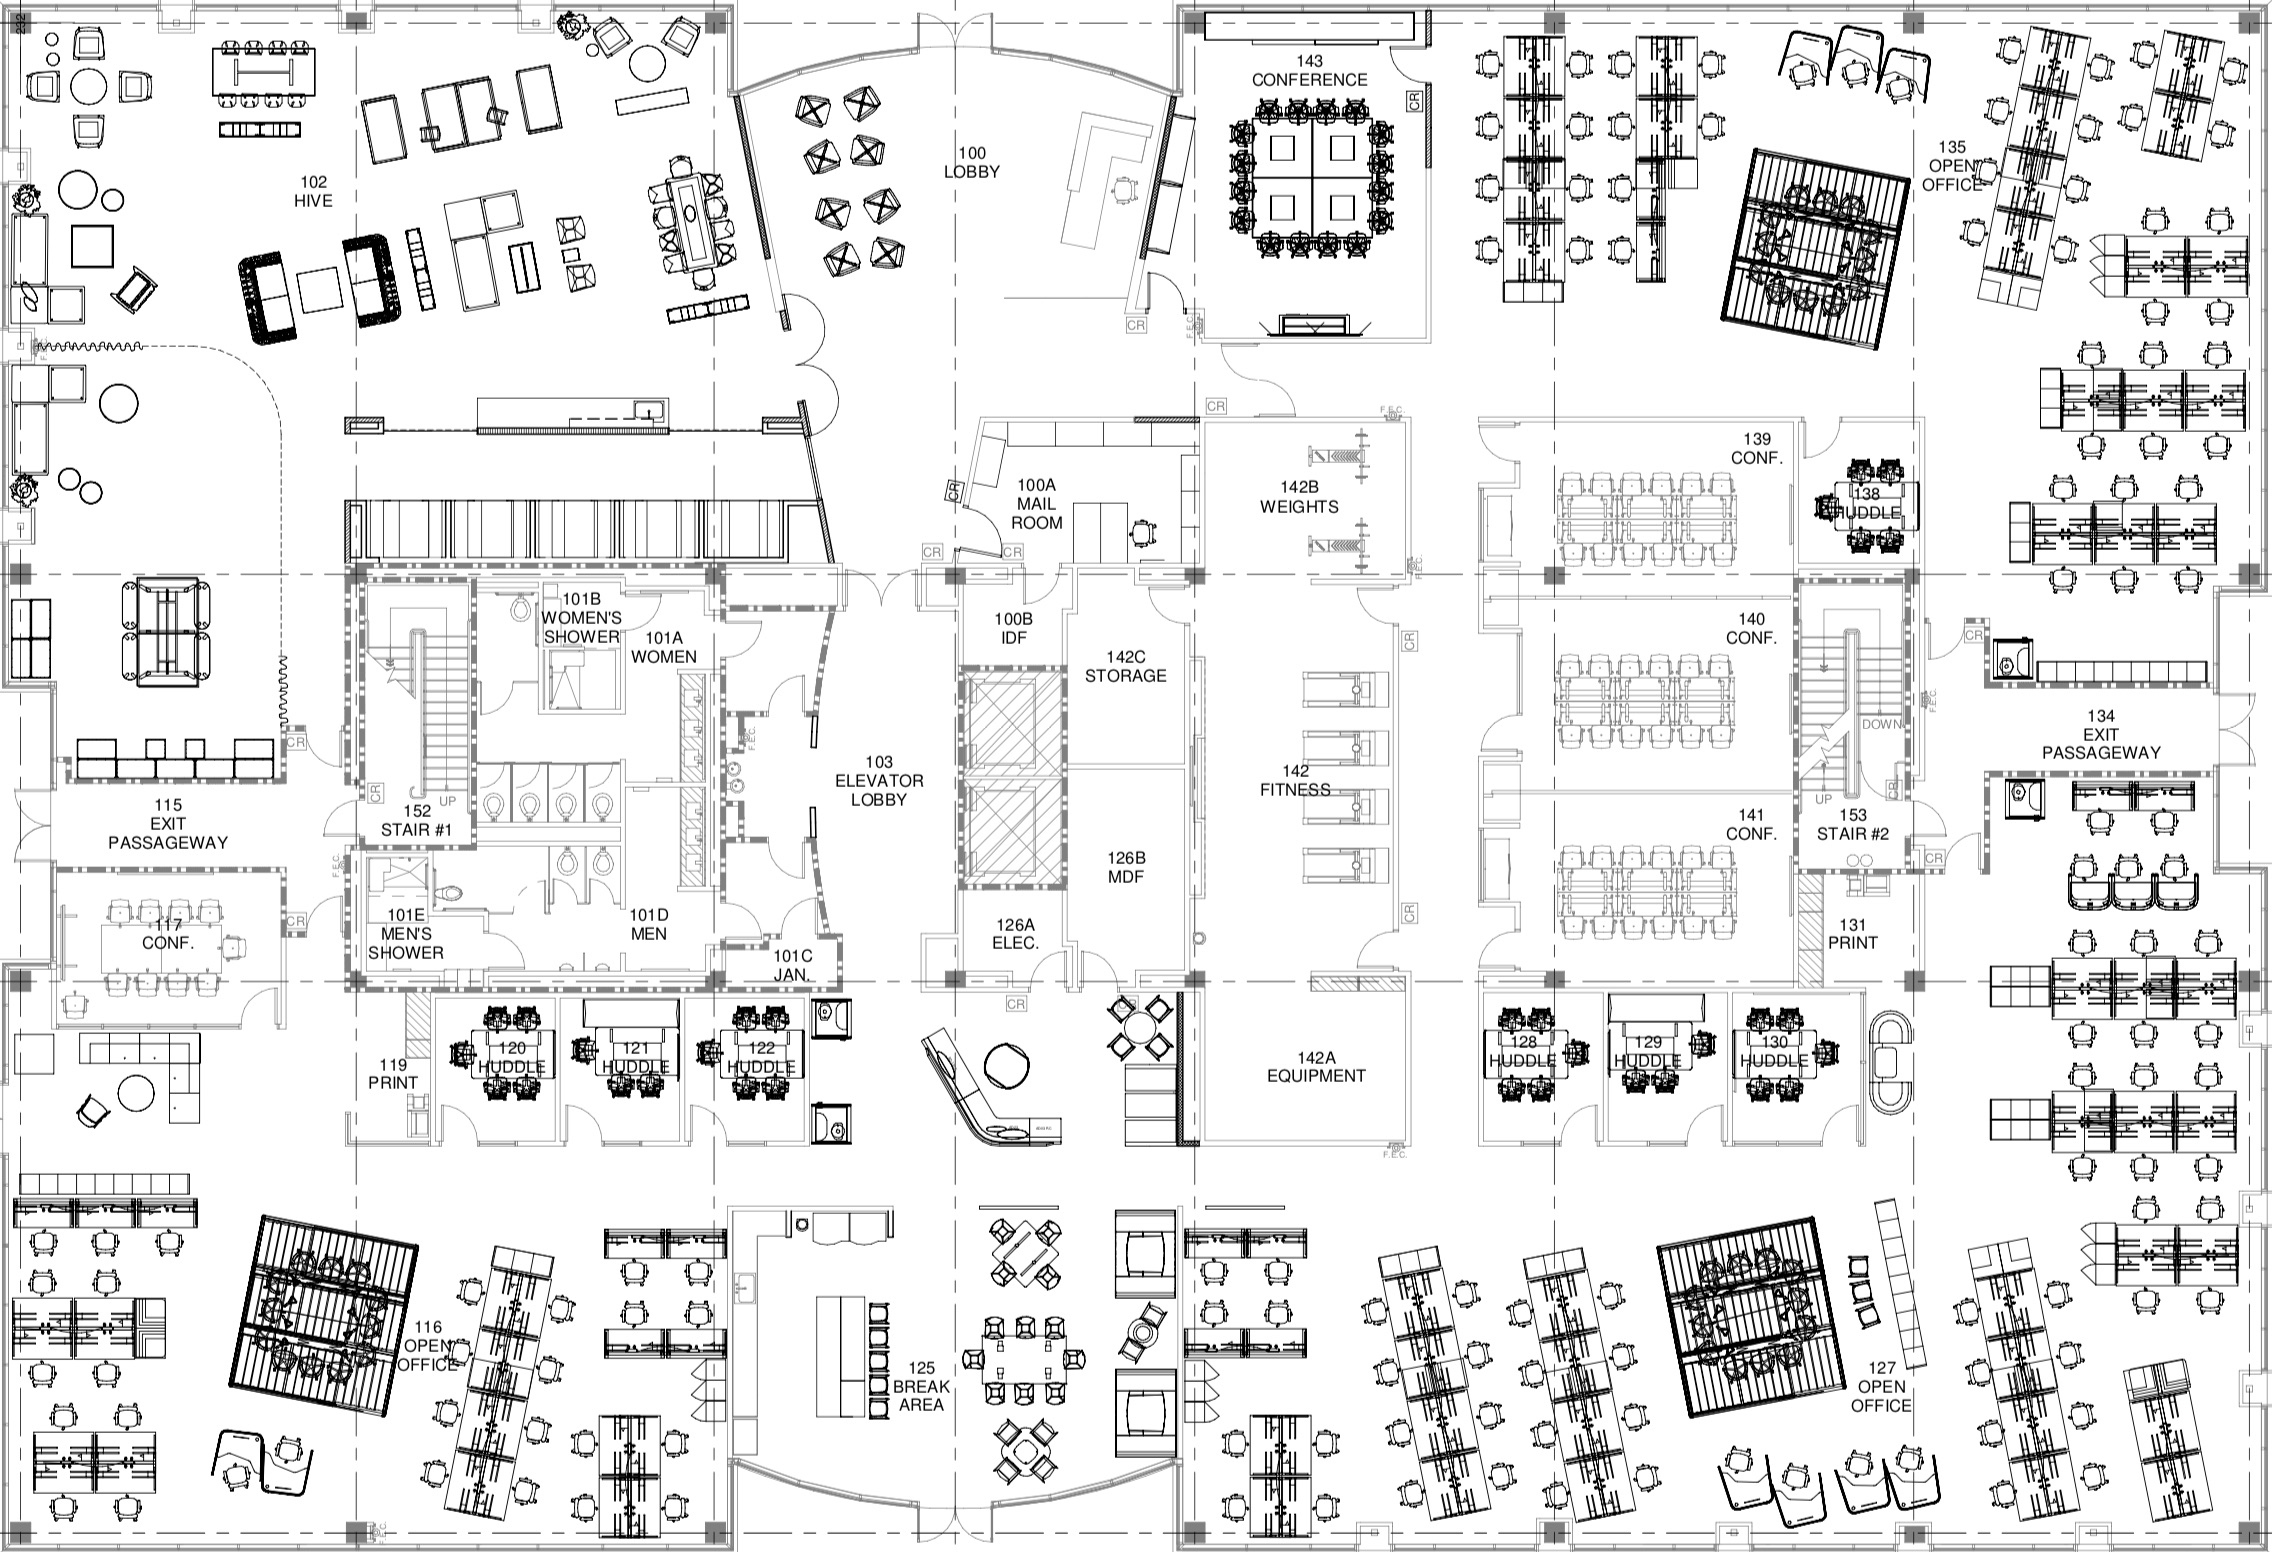 232
143
CONFERENCE
CR
100
LOBBY
135
OPEN
OFFICE
102
HIVE
CR
F.E.C.
F.E.C.
CR
F.E.C.
139
CONF.
138
HUDDLE
100A
MAIL
ROOM
CR
142B
WEIGHTS
CR
CR
F.E.C.
101B
WOMEN'S
SHOWER
101A
WOMEN
100B
IDF
142C
STORAGE
CR
140
CONF.
CR
DOWN
F.E.C.
134
EXIT
PASSAGEWAY
CR
F.E.C.
103
ELEVATOR
LOBBY
142
FITNESS
115
EXIT
PASSAGEWAY
CR
UP
152
STAIR #1
UP
CR
153
STAIR #2
141
CONF.
CR
F.E.C.
126B
MDF
117
CONF.
CR
101E
MEN'S
SHOWER
101D
MEN
101C
JAN.
126A
ELEC.
CR
131
PRINT
CR
119
PRINT
120
HUDDLE
121
HUDDLE
122
HUDDLE
142A
EQUIPMENT
128
HUDDLE
129
HUDDLE
130
HUDDLE
F.E.C.
116
OPEN
OFFICE
125
BREAK
AREA
127
OPEN
OFFICE
F.E.C.